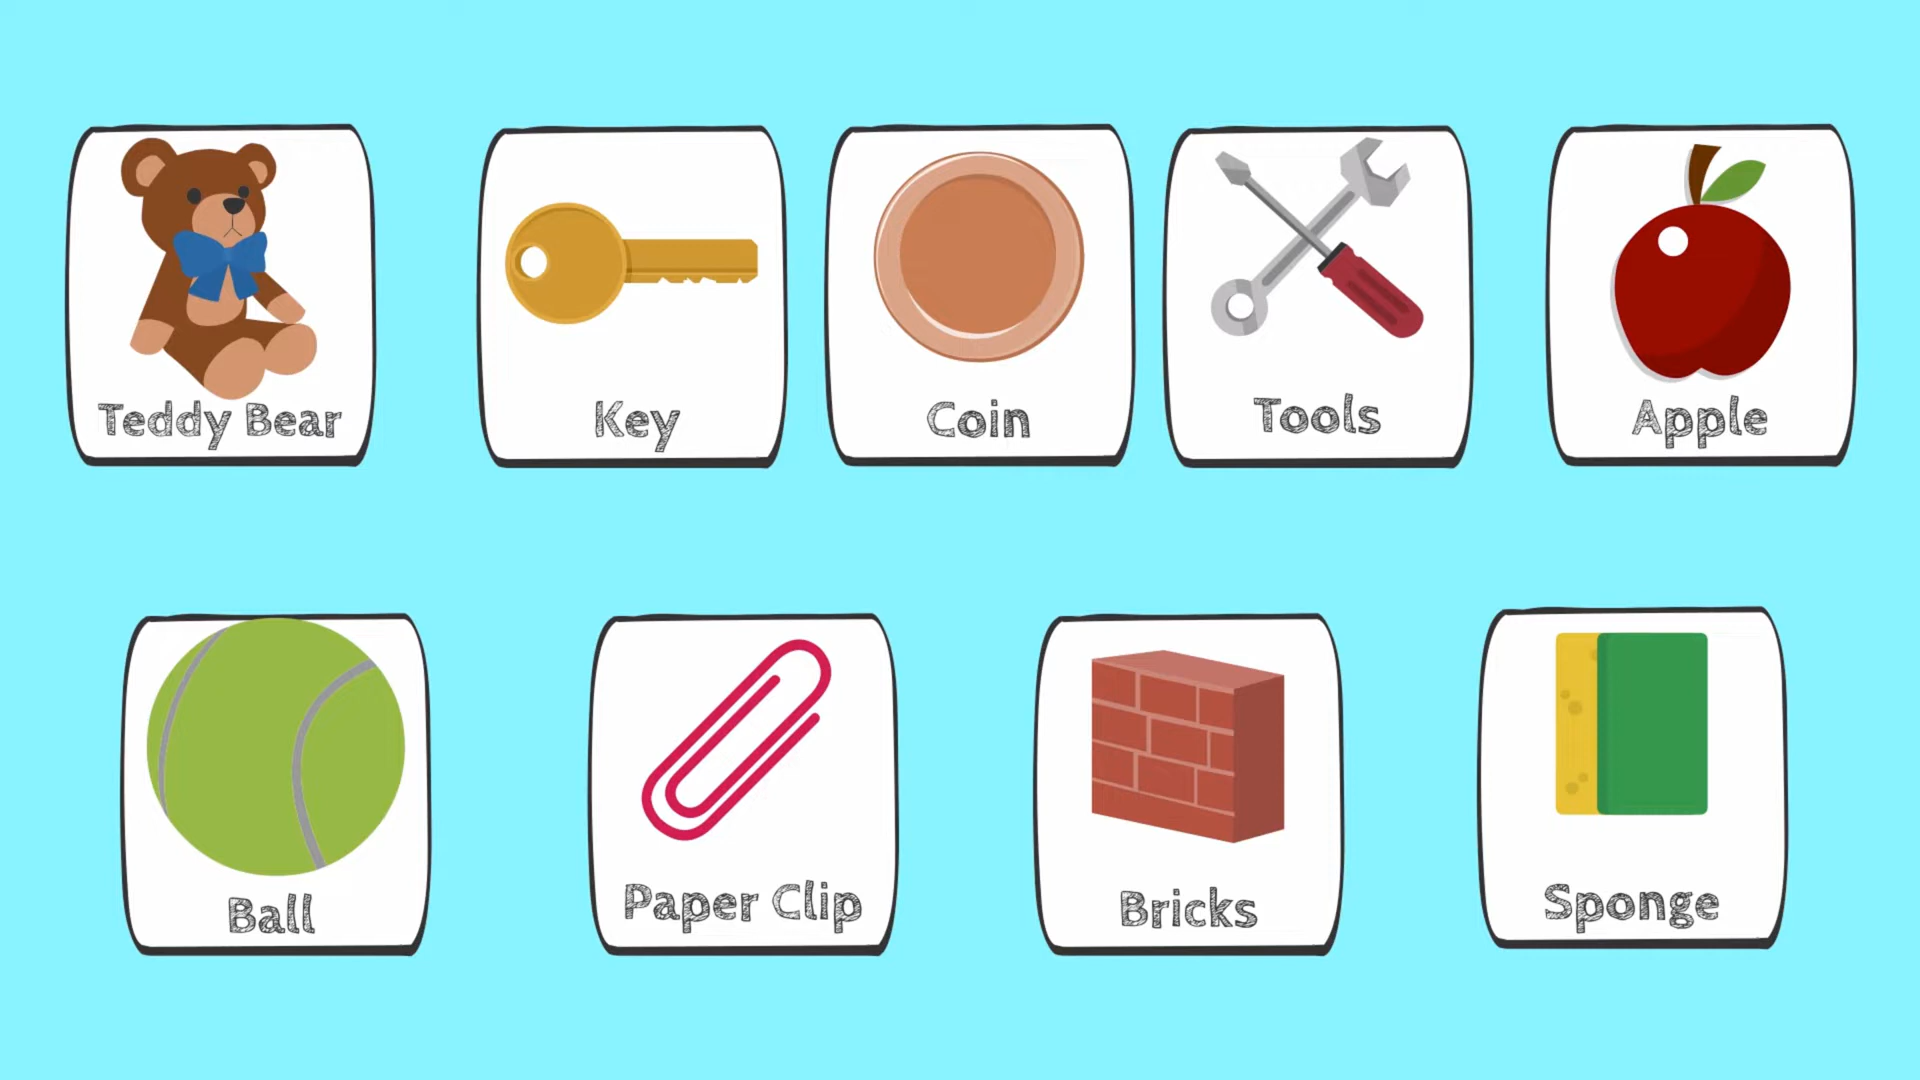 Teddy Bear
Key
Coin
Tools
Apple
Ball
Paper Clip
Bricks
Sponge